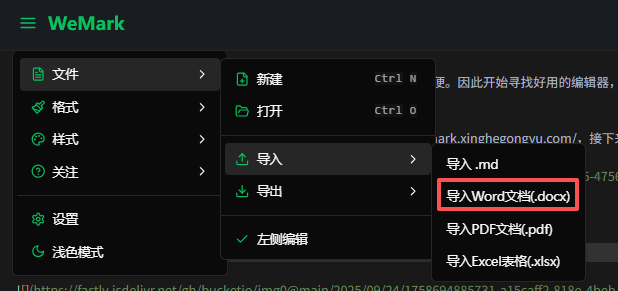 WeMark
文件
格式
样式
关注
设置
浅色模式
新建 Ctrl N
打开 Ctrl O
导入
导出
左侧编辑
导入 .md
导入Word文档(.docx)
导入PDF文档(.pdf)
导入Excel表格(.xlsx)
便。因此开始寻找好用的编辑器，
mark.xinghegongyu.com/，接下来
-4756
![](https://fastly.jsdelivr.net/gh/bucketio/img0@main/2025/09/24/1758694885731-a15caff2-818e-4beb